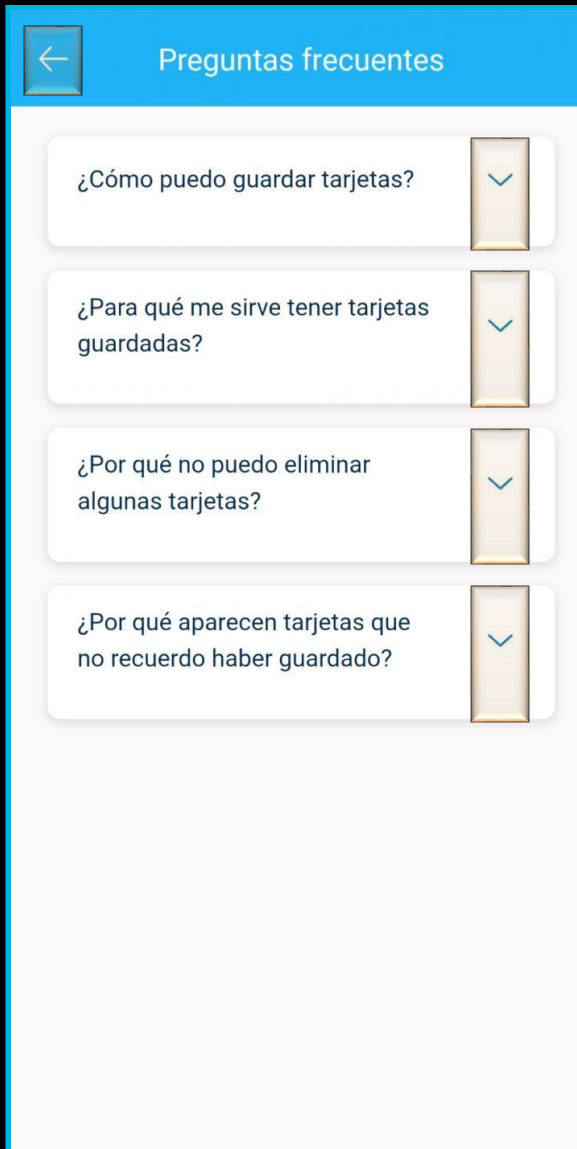 Preguntas frecuentes
¿Cómo puedo guardar tarjetas?
¿Para qué me sirve tener tarjetas
guardadas?
¿Por qué no puedo eliminar
algunas tarjetas?
¿Por qué aparecen tarjetas que
no recuerdo haber guardado?